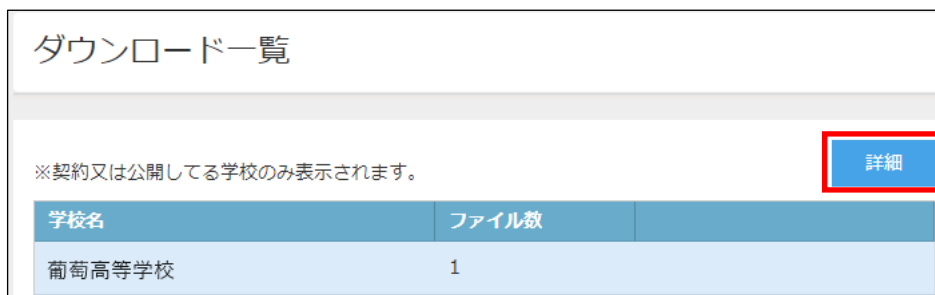 ダウンロード一覧
※契約又は公開してる学校のみ表示されます。
詳細
学校名 ファイル数
葡萄高等学校 1